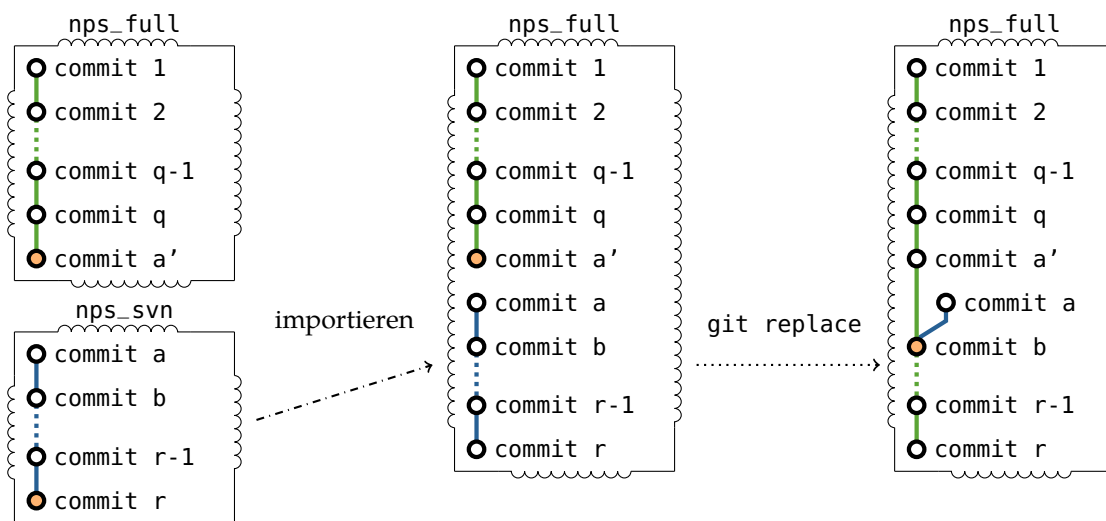 nps_full
commit 1
commit 2
commit q-1
commit q
commit a’
nps_svn
commit a
commit b
commit r-1
commit r
importieren
nps_full
commit 1
commit 2
commit q-1
commit q
commit a’
commit a
commit b
commit r-1
commit r
git replace
nps_full
commit 1
commit 2
commit q-1
commit q
commit a’
commit a
commit b
commit r-1
commit r